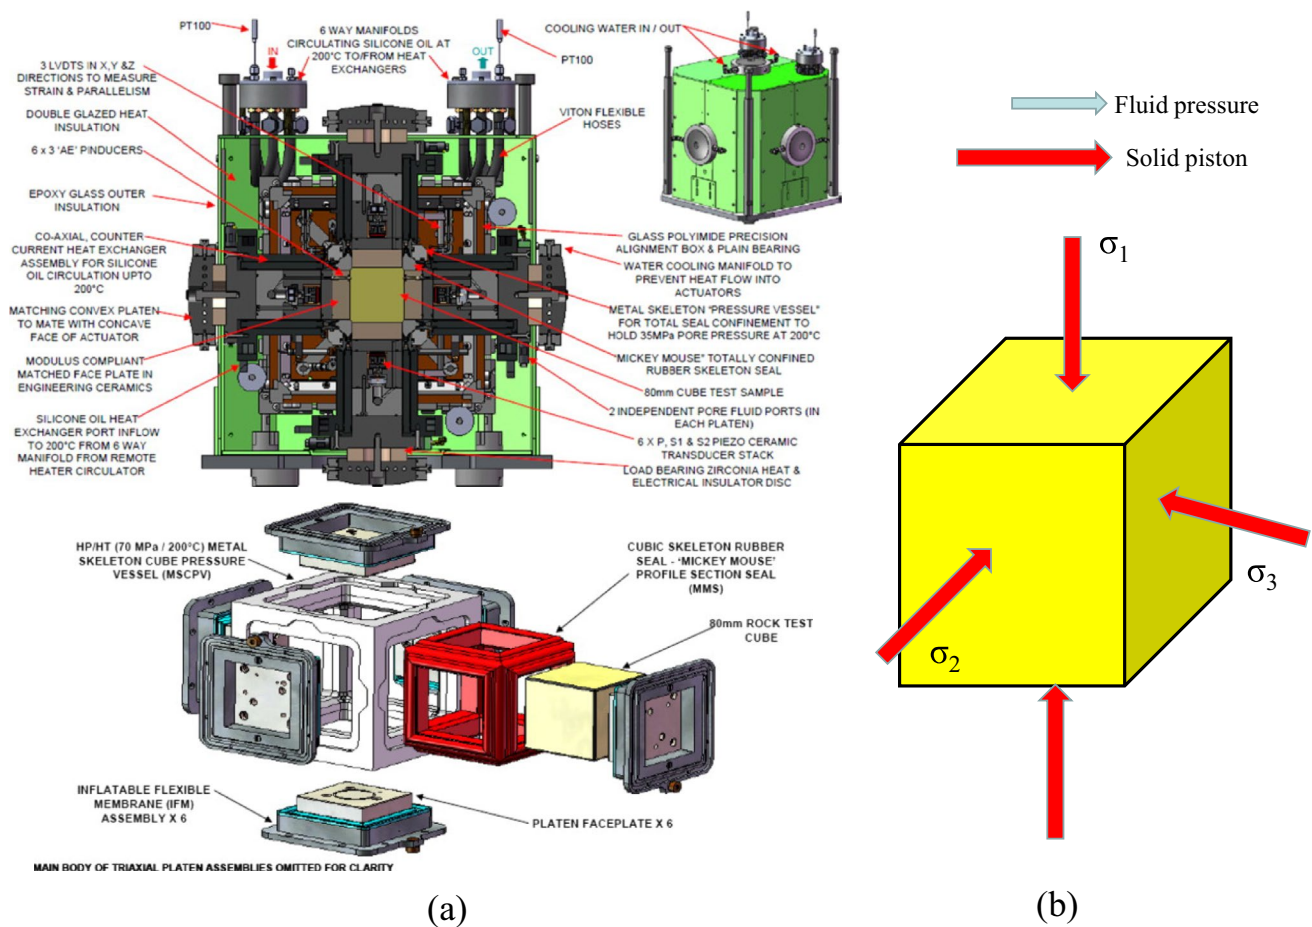 PT100
6 WAY MANIFOLDS
CIRCULATING SILICONE OIL AT
200°C TO/FROM HEAT
EXCHANGERS
IN
OUT
PT100
COOLING WATER IN / OUT
3 LVDTS IN X,Y &Z
DIRECTIONS TO MEASURE
STRAIN & PARALLELISM
DOUBLE GLAZED HEAT
INSULATION
6 x 3 'AE' PINDUCERS
EPOXY GLASS OUTER
INSULATION
CO-AXIAL, COUNTER
CURRENT HEAT EXCHANGER
ASSEMBLY FOR SILICONE
OIL CIRCULATION UPTO
200°C
MATCHING CONVEX PLATEN
TO MATE WITH CONCAVE
FACE OF ACTUATOR
MODULUS COMPLIANT
MATCHED FACE PLATE IN
ENGINEERING CERAMICS
SILICONE OIL HEAT
EXCHANGER PORT INFLOW
TO 200°C FROM 6 WAY
MANIFOLD FROM REMOTE
HEATER CIRCULATOR
VITON FLEXIBLE
HOSES
GLASS POLYIMIDE PRECISION
ALIGNMENT BOX & PLAIN BEARING
WATER COOLING MANIFOLD TO
PREVENT HEAT FLOW INTO
ACTUATORS
METAL SKELETON "PRESSURE VESSEL"
FOR TOTAL SEAL CONFINEMENT TO
HOLD 35MPa PORE PRESSURE AT 200°C
'MICKEY MOUSE" TOTALLY CONFINED
RUBBER SKELETON SEAL
80mm CUBE TEST SAMPLE
2 INDEPENDENT PORE FLUID PORTS (IN
EACH PLATEN)
6 X P, S1 & S2 PIEZO CERAMIC
TRANSDUCER STACK
LOAD BEARING ZIRCONIA HEAT &
ELECTRICAL INSULATOR DISC
HP/HT (70 MPa / 200°C) METAL
SKELETON CUBE PRESSURE
VESSEL (MSCPV)
CUBIC SKELETON RUBBER
SEAL - 'MICKEY MOUSE'
PROFILE SECTION SEAL
(MMS)
80mm ROCK TEST
CUBE
INFLATABLE FLEXIBLE
MEMBRANE (IFM)
ASSEMBLY X 6
PLATEN FACEPLATE X 6
MAIN BODY OF TRIAXIAL PLATEN ASSEMBLIES OMITTED FOR CLARITY
(a)
Fluid pressure
Solid piston
σ1
σ3
σ2
(b)